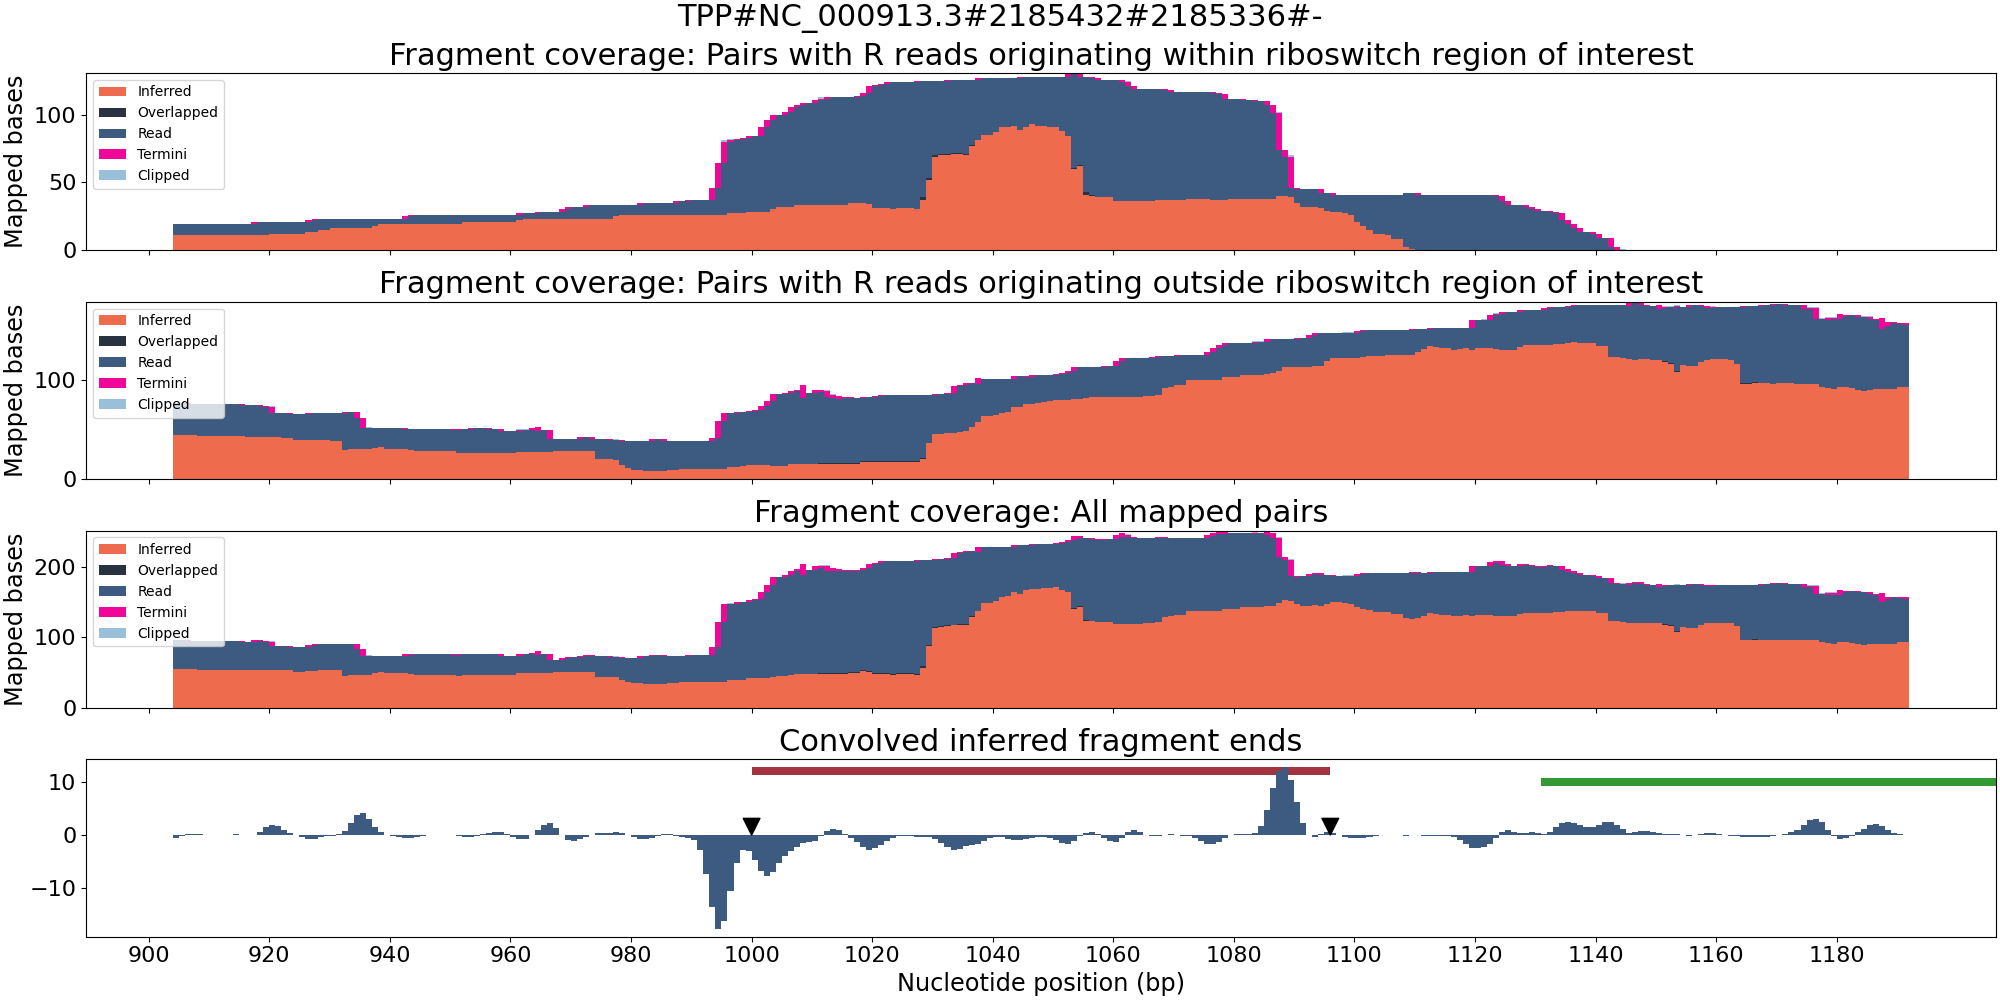 TPP#NC_000913.3#2185432#2185336#-
Fragment coverage: Pairs with R reads originating within riboswitch region of interest
Mapped bases
100
50
0
Inferred
Overlapped
Read
Termini
Clipped
Fragment coverage: Pairs with R reads originating outside riboswitch region of interest
Mapped bases
100
0
Inferred
Overlapped
Read
Termini
Clipped
Fragment coverage: All mapped pairs
Mapped bases
200
100
0
Inferred
Overlapped
Read
Termini
Clipped
Convolved inferred fragment ends
10
0
−10
900 920 940 960 980 1000 1020 1040 1060 1080 1100 1120 1140 1160 1180
Nucleotide position (bp)